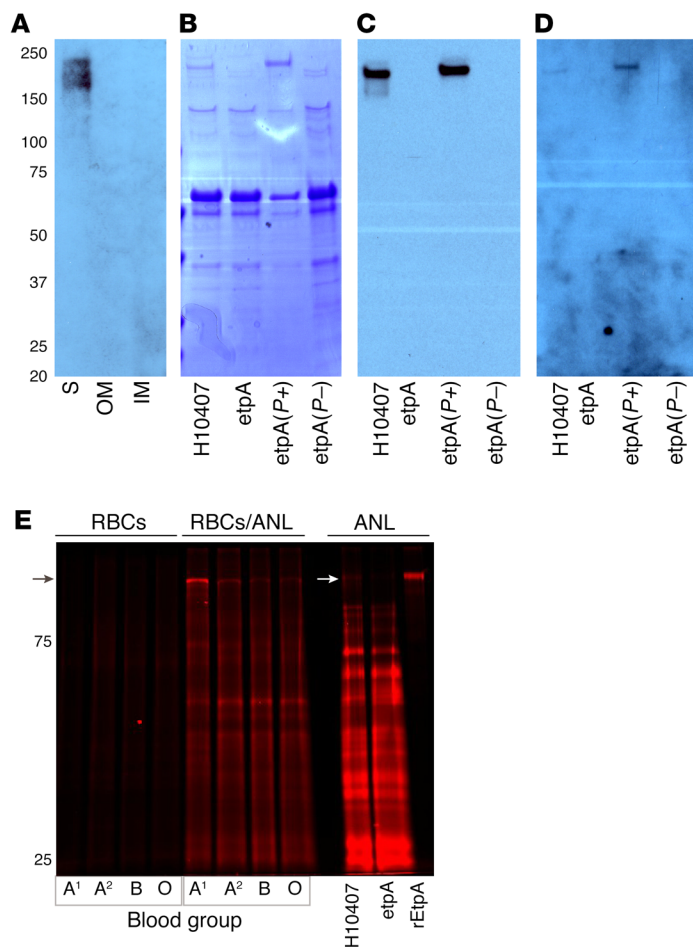 A
B
C
D
250
150
100
75
50
37
25
20
S
OM
IM
H10407
etpA
etpA(P+)
etpA(P–)
H10407
etpA
etpA(P+)
etpA(P–)
H10407
etpA
etpA(P+)
etpA(P–)
E
RBCs RBCs/ANL ANL
75
25
A¹ A² B O A¹ A² B O
Blood group
H10407
etpA
rEtpA